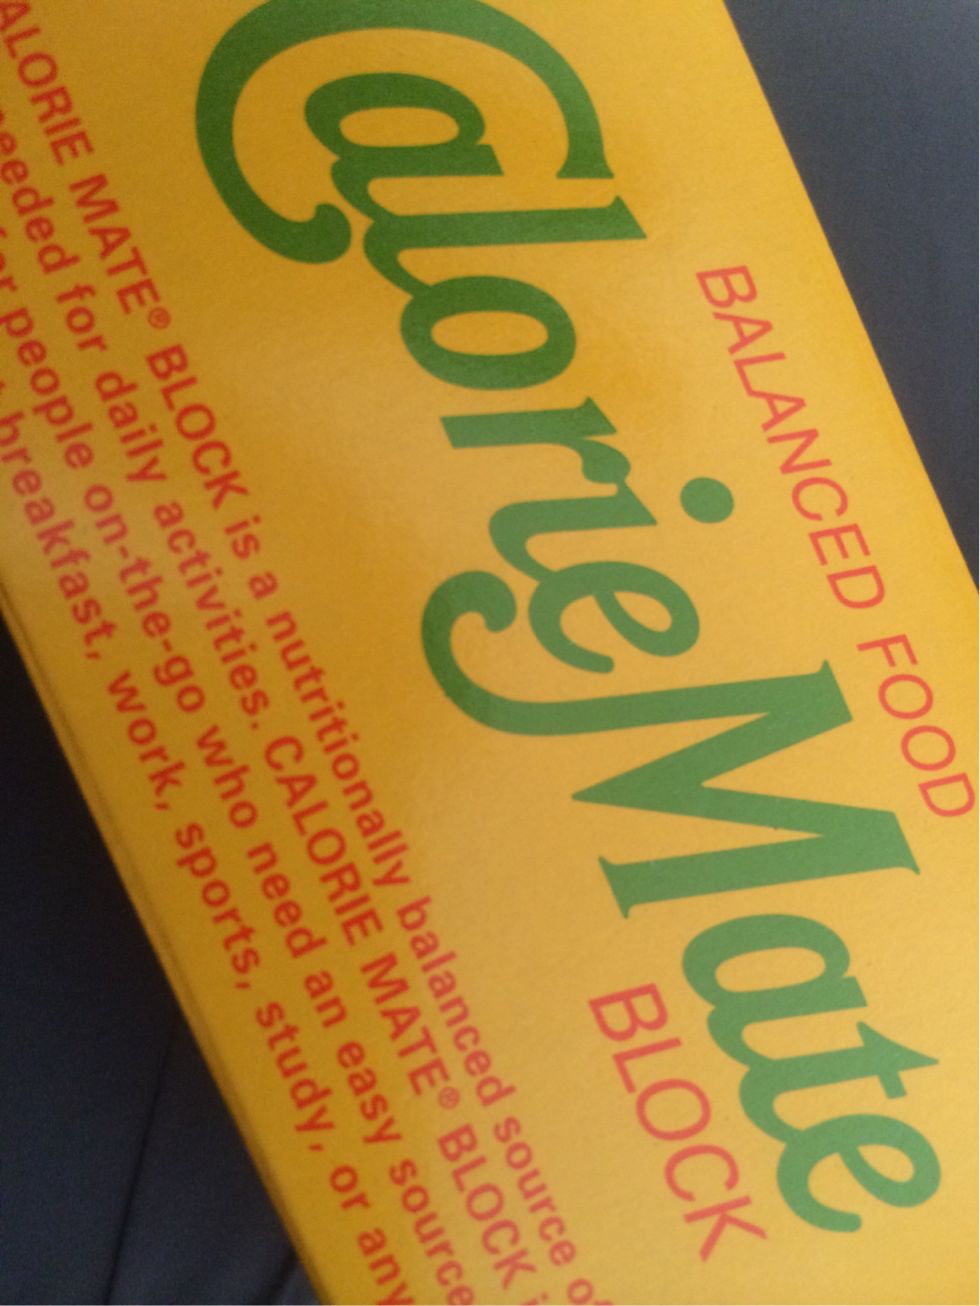 BALANCED FOOD
CalorieMate
BLOCK
CALORIE MATE® BLOCK is a nutritionally balanced source of
needed for daily activities. CALORIE MATE® BLOCK
for people on-the-go who need an easy source
breakfast, work, sports, study, or any